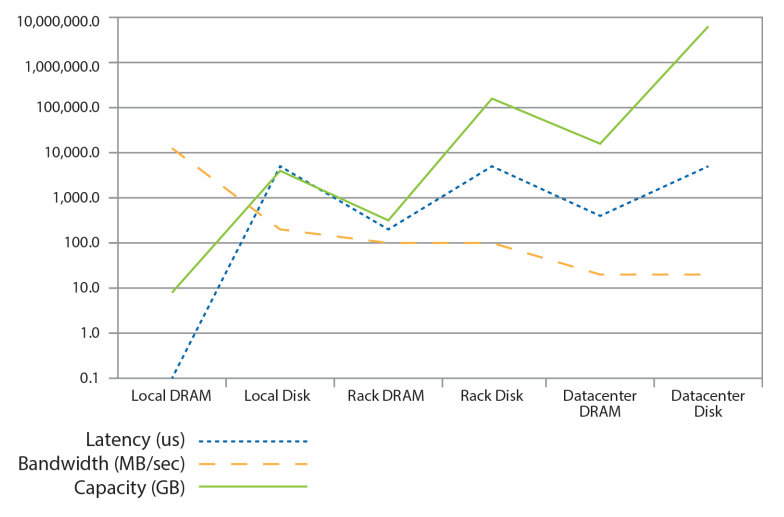 10,000,000.0
1,000,000.0
100,000.0
10,000.0
1,000.0
100.0
10.0
1.0
0.1
Local DRAM Local Disk Rack DRAM Rack Disk Datacenter DRAM Datacenter Disk
Latency (us)
Bandwidth (MB/sec)
Capacity (GB)